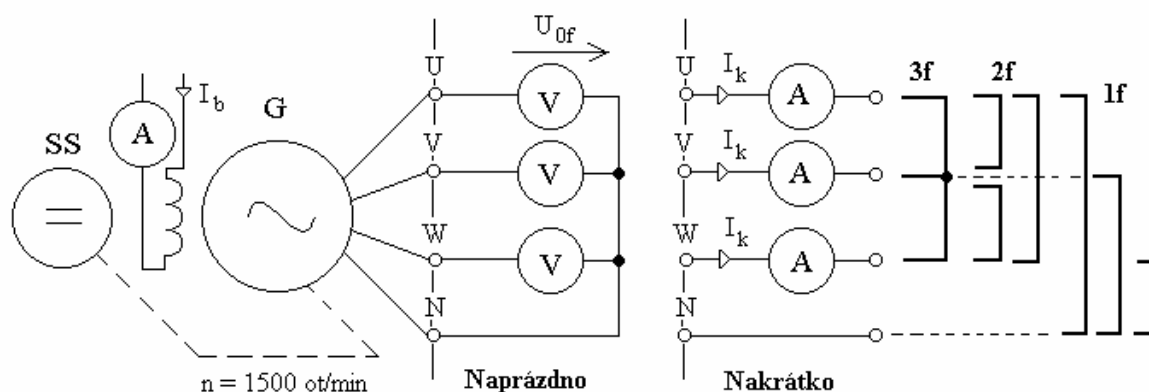 U0f
U
V
U
Ik
A
3f
2f
1f
Ib
G
SS
A
V
V
V
Ik
A
W
V
W
Ik
A
N
N
n = 1500 ot/min
Naprázdno
Nakrátko